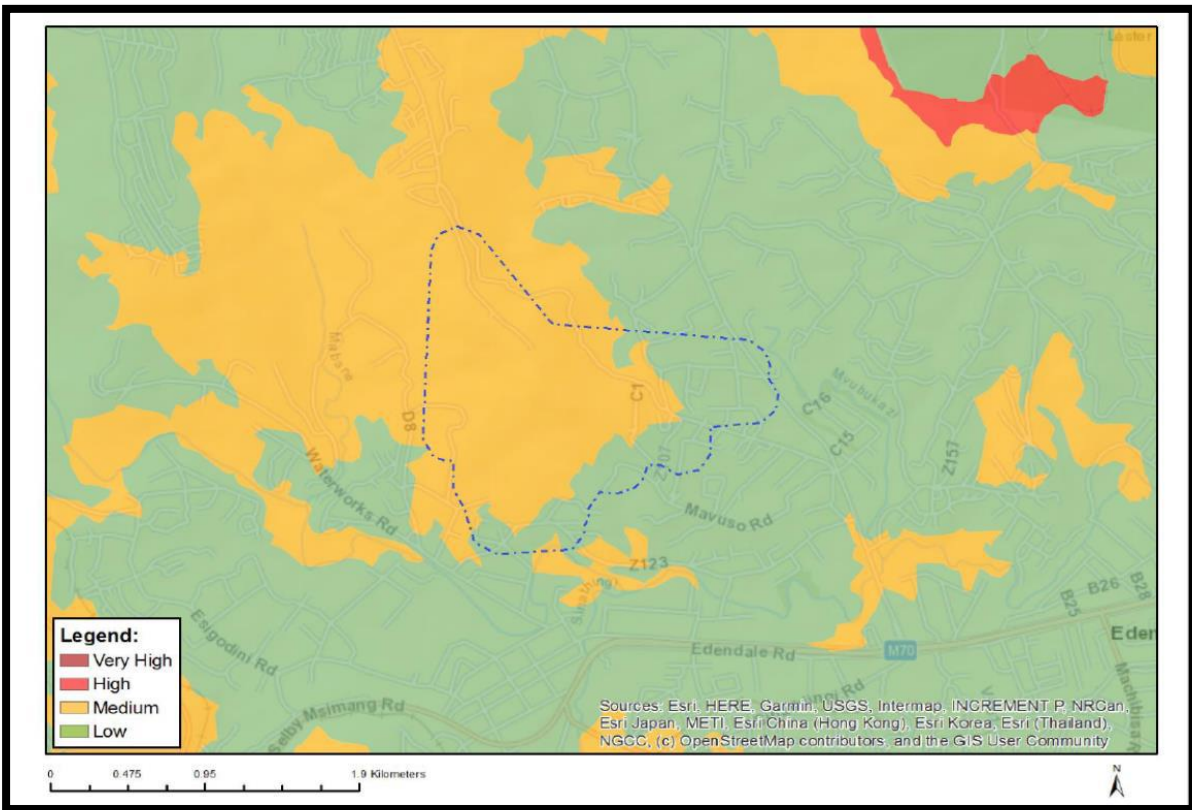 Mabane
D8
C1
Mvubukazi
C16
C15
Z157
Waterworks Rd
Mavuso Rd
Z123
B26
B28
B25
Esigodini Rd
Edendale Rd
M70
Eden
Selby Msimang Rd
Machibisa R
Legend:
Very High
High
Medium
Low
Sources: Esri, HERE, Garmin, USGS, Intermap, INCREMENT P, NRCan,
Esri Japan, METI, Esri China (Hong Kong), Esri Korea, Esri (Thailand),
NGCC, (c) OpenStreetMap contributors, and the GIS User Community
0 0.475 0.95 1.9 Kilometers
N